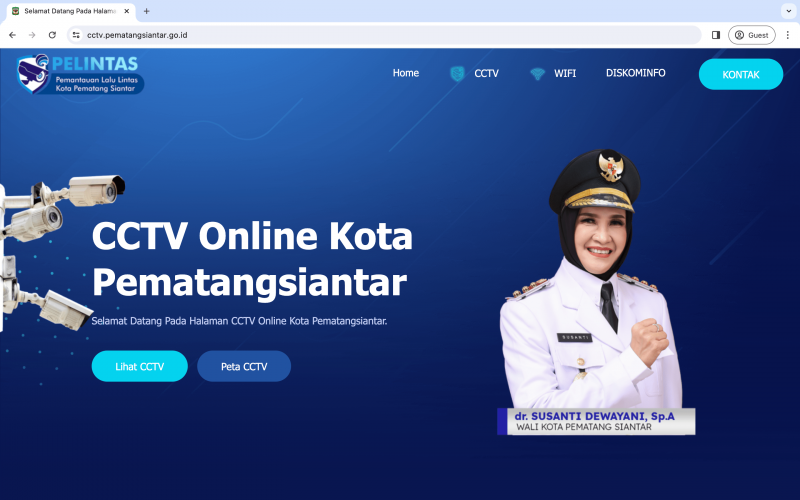 Selamat Datang Pada Halama
cctv.pematangsiantar.go.id
Guest
PELINTAS
Pemantauan Lalu Lintas
Kota Pematang Siantar
Home
CCTV
WIFI
DISKOMINFO
KONTAK
CCTV Online Kota
Pematangsiantar
Selamat Datang Pada Halaman CCTV Online Kota Pematangsiantar.
Lihat CCTV
Peta CCTV
SUSANTI
dr. SUSANTI DEWAYANI, Sp.A
WALI KOTA PEMATANG SIANTAR